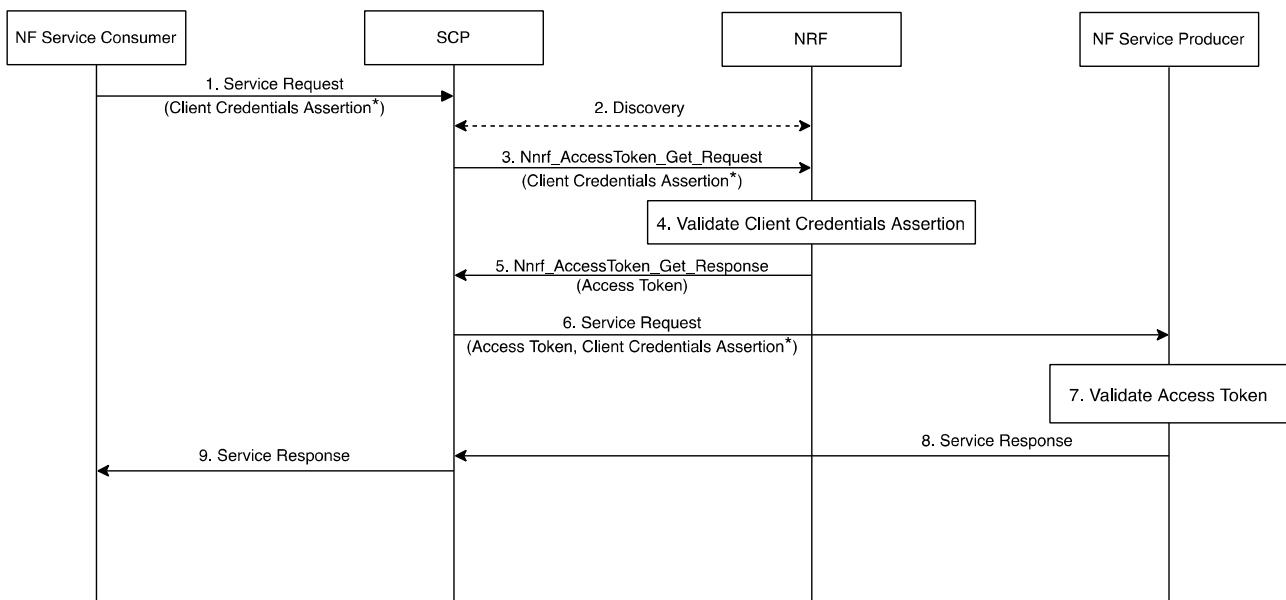 NF Service Consumer
SCP
NRF
NF Service Producer
1. Service Request
(Client Credentials Assertion*)
2. Discovery
3. Nnrf_AccessToken_Get_Request
(Client Credentials Assertion*)
4. Validate Client Credentials Assertion
5. Nnrf_AccessToken_Get_Response
(Access Token)
6. Service Request
(Access Token, Client Credentials Assertion*)
7. Validate Access Token
8. Service Response
9. Service Response